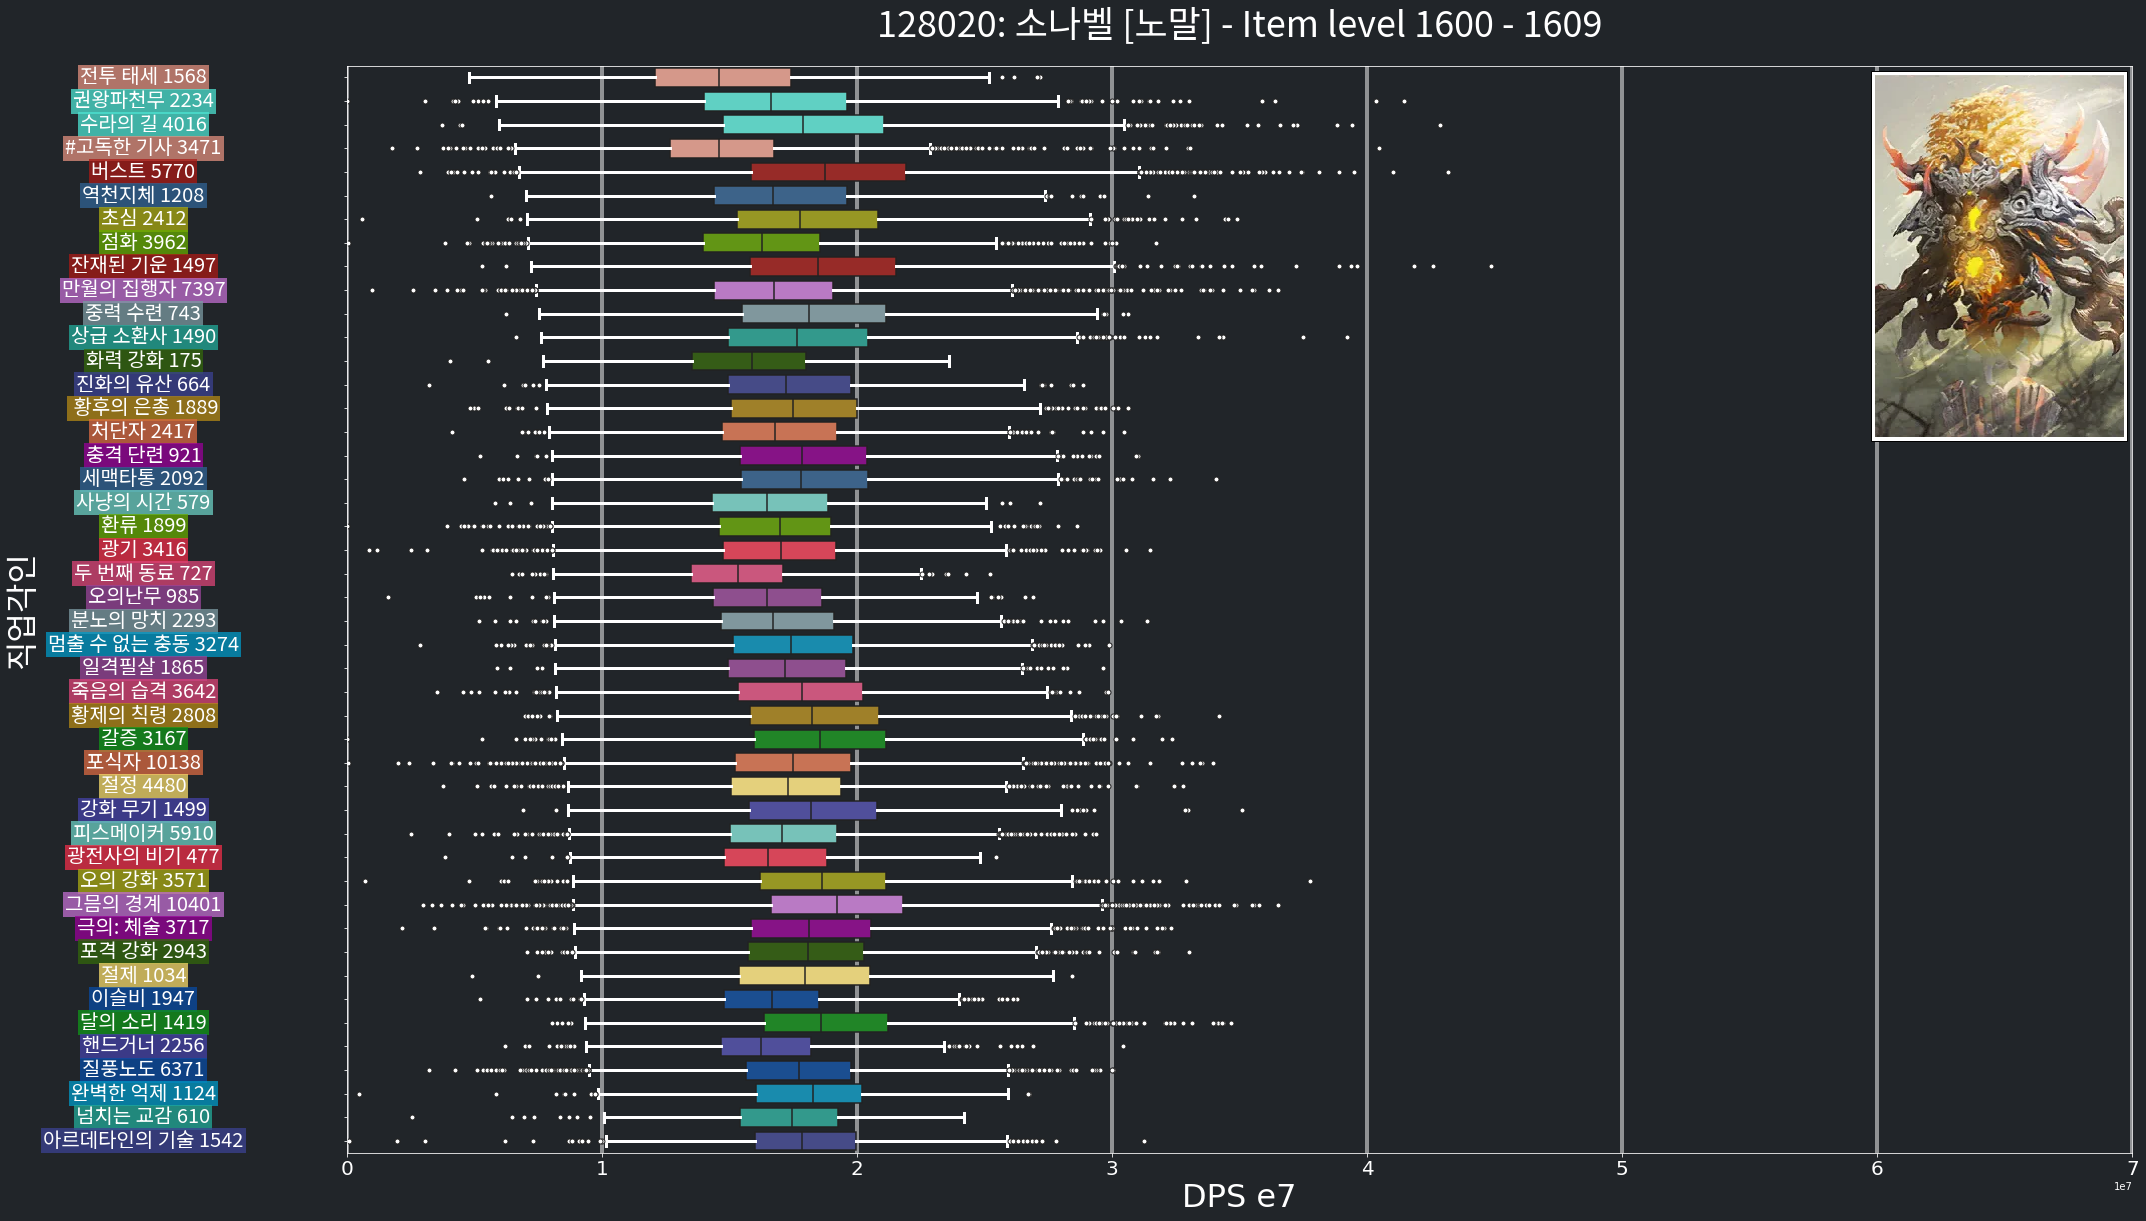 128020: 소나벨 [노말] - Item level 1600 - 1609
직업각인
전투 태세 1568
권왕파천무 2234
수라의 길 4016
#고독한 기사 3471
버스트 5770
역천지체 1208
초심 2412
점화 3962
잔재된 기운 1497
만월의 집행자 7397
중력 수련 743
상급 소환사 1490
화력 강화 175
진화의 유산 664
황후의 은총 1889
처단자 2417
충격 단련 921
세맥타통 2092
사냥의 시간 579
환류 1899
광기 3416
두 번째 동료 727
오의난무 985
분노의 망치 2293
멈출 수 없는 충동 3274
일격필살 1865
죽음의 습격 3642
황제의 칙령 2808
갈증 3167
포식자 10138
절정 4480
강화 무기 1499
피스메이커 5910
광전사의 비기 477
오의 강화 3571
그믐의 경계 10401
극의: 체술 3717
포격 강화 2943
절제 1034
이슬비 1947
달의 소리 1419
핸드거너 2256
질풍노도 6371
완벽한 억제 1124
넘치는 교감 610
아르데타인의 기술 1542
0 1 2 3 4 5 6 7
1e7
DPS e7